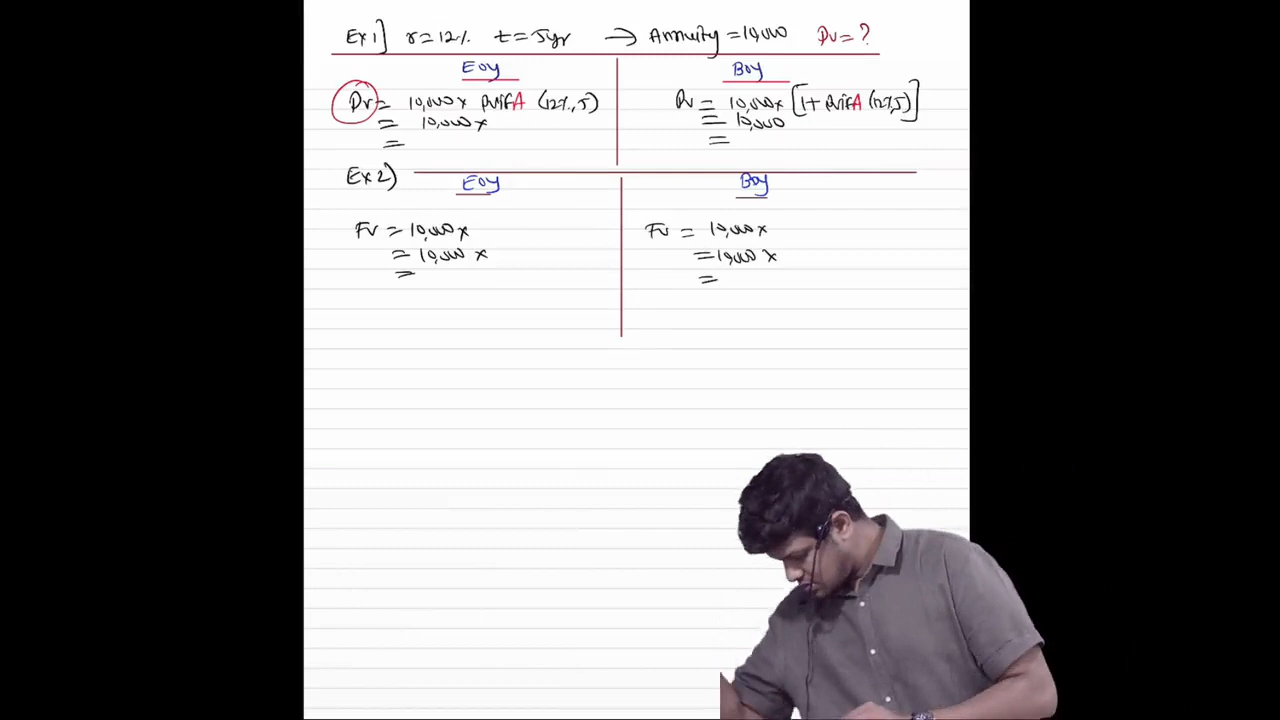 Ex 1] r = 12% t = 5yr → Annuity = 10,000 Pv = ?
Eoy
Pv = 10,000 x PvifA (12%, 5)
= 10,000 x
=
Boy
Pv = 10,000 x [1 + PvifA (12%, 5)]
= 10,000
=
Ex 2)
Eoy
Fv = 10,000 x
= 10,000 x
=
Boy
Fv = 10,000 x
= 10,000 x
=